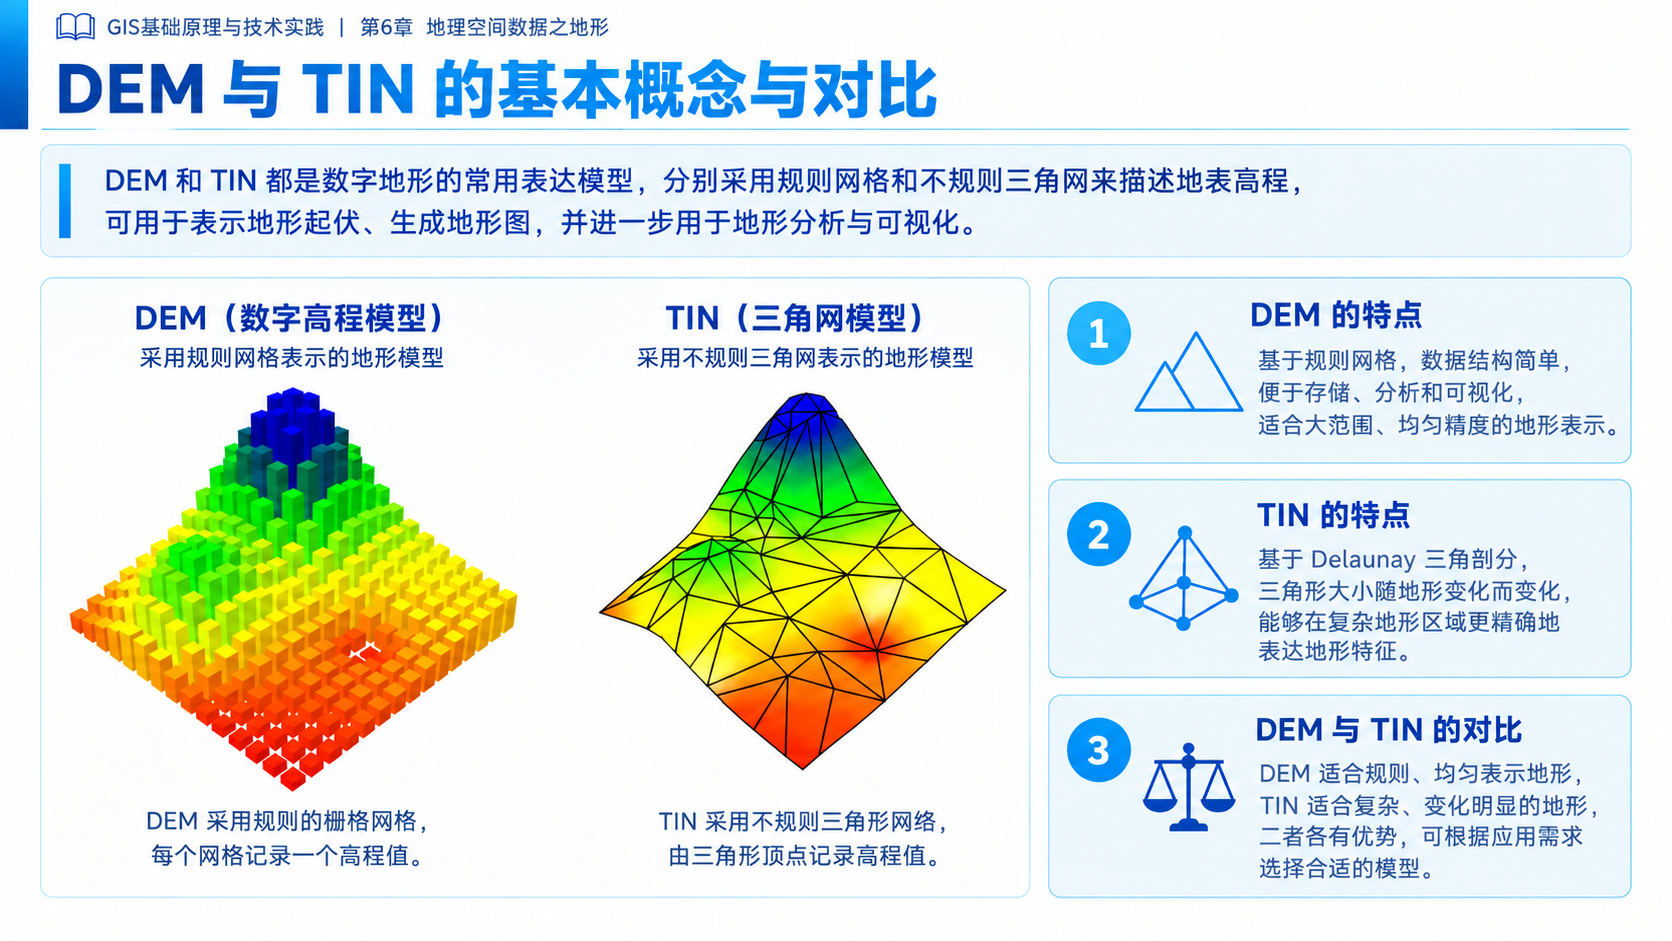 GIS基础原理与技术实践 | 第6章 地理空间数据之地形
DEM 与 TIN 的基本概念与对比
DEM 和 TIN 都是数字地形的常用表达模型，分别采用规则网格和不规则三角网来描述地表高程，
可用于表示地形起伏、生成地形图，并进一步用于地形分析与可视化。
DEM（数字高程模型）
采用规则网格表示的地形模型
DEM 采用规则的栅格网格，
每个网格记录一个高程值。
TIN（三角网模型）
采用不规则三角网表示的地形模型
TIN 采用不规则三角形网络，
由三角形顶点记录高程值。
1
DEM 的特点
基于规则网格，数据结构简单，
便于存储、分析和可视化，
适合大范围、均匀精度的地形表示。
2
TIN 的特点
基于 Delaunay 三角剖分，
三角形大小随地形变化而变化，
能够在复杂地形区域更精确地
表达地形特征。
3
DEM 与 TIN 的对比
DEM 适合规则、均匀表示地形，
TIN 适合复杂、变化明显的地形，
二者各有优势，可根据应用需求
选择合适的模型。